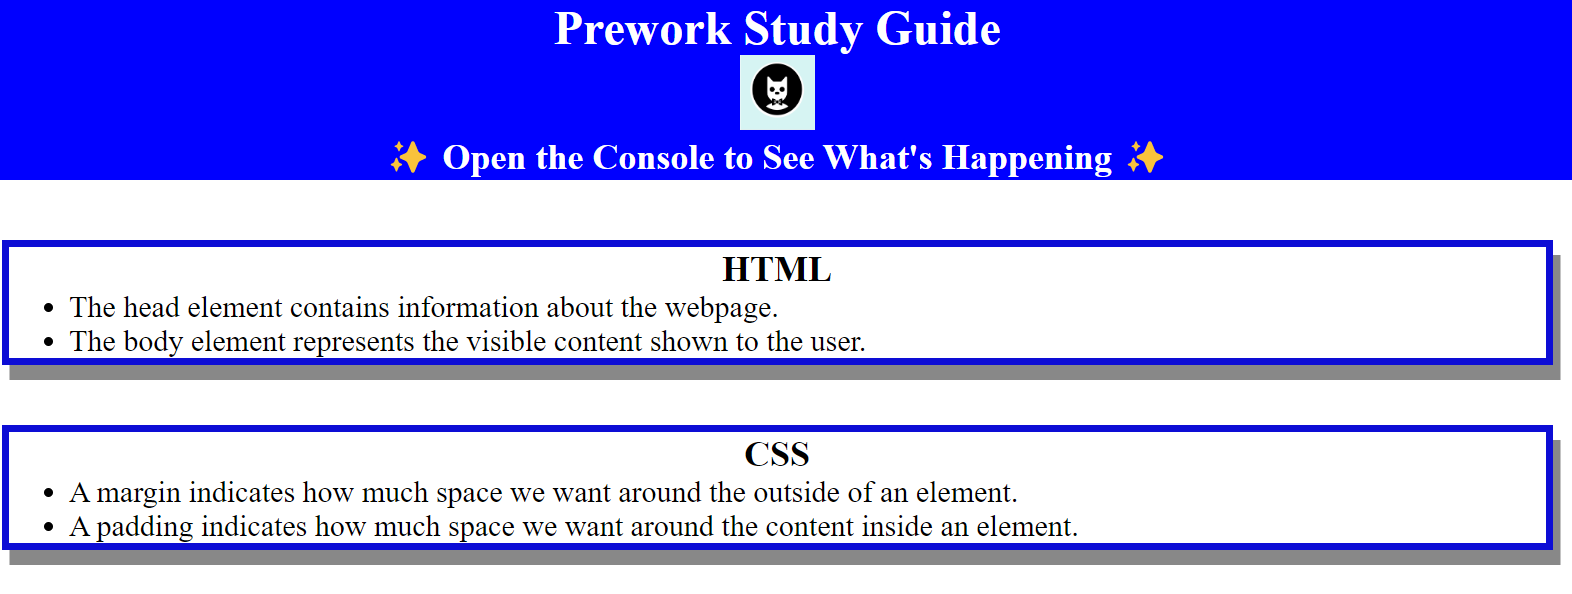 Prework Study Guide
✨ Open the Console to See What's Happening ✨
HTML
• The head element contains information about the webpage.
• The body element represents the visible content shown to the user.
CSS
• A margin indicates how much space we want around the outside of an element.
• A padding indicates how much space we want around the content inside an element.